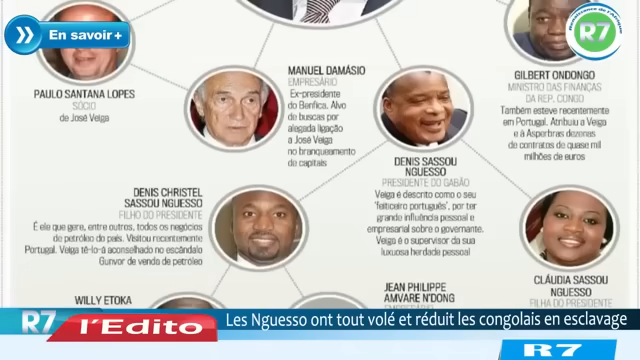 En savoir +
Renaissance de l'Afrique
R7
PAULO SANTANA LOPES
SÓCIO
de José Veiga
MANUEL DAMÁSIO
EMPRESÁRIO
Ex-presidente
do Benfica. Alvo
de buscas por
alegada ligação
a José Veiga
no branqueamento
de capitais
GILBERT ONDONGO
MINISTRO DAS FINANÇAS
DA REP. CONGO
Também esteve recentemente
em Portugal. Atribuiu a Veiga
e à Asperbras dezenas
de contratos de quase mil
milhões de euros
DENIS SASSOU
NGUESSO
PRESIDENTE DO GABÃO
Veiga é descrito como o seu
'feiticeiro português', por ter
grande influência pessoal e
empresarial sobre o governante.
Veiga é o supervisor da sua
luxuosa herdade pessoal
DENIS CHRISTEL
SASSOU NGUESSO
FILHO DO PRESIDENTE
É ele que gere, entre outros, todos os negócios
de petróleo do país. Visitou recentemente
Portugal. Veiga tê-lo-á aconselhado no escândalo
Gunvor de venda de petróleo
CLÁUDIA SASSOU
NGUESSO
FILHA DO PRESIDENTE
WILLY ETOKA
JEAN PHILIPPE
AMVARE N'DONG
EMPRESÁRIO
R7
l'Edito
Les Nguesso ont tout volé et réduit les congolais en esclavage
R7